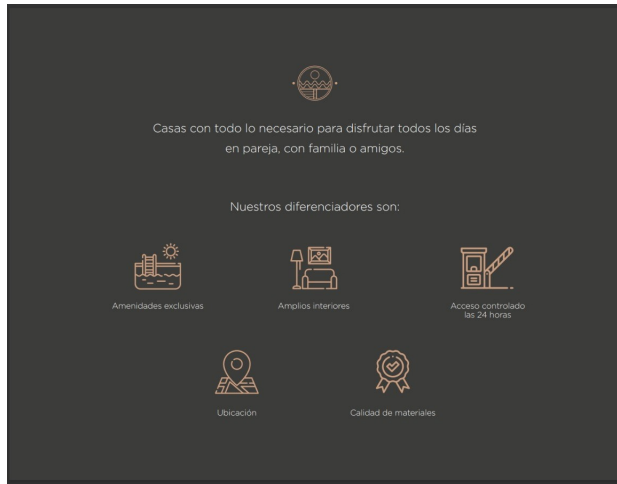 Casas con todo lo necesario para disfrutar todos los días
en pareja, con familia o amigos.
Nuestros diferenciadores son:
Amenidades exclusivas
Amplios interiores
Acceso controlado
las 24 horas
Ubicación
Calidad de materiales